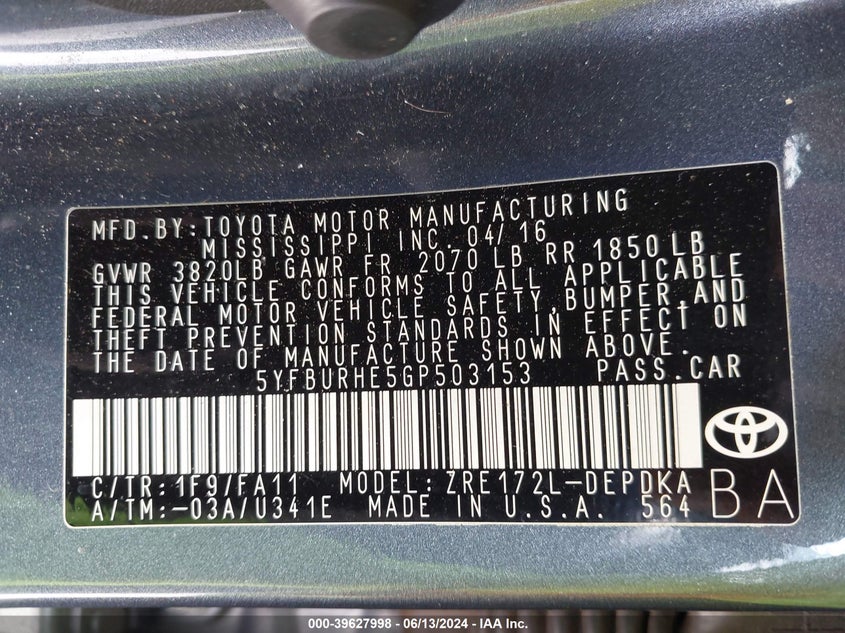 MFD.BY:TOYOTA MOTOR MANUFACTURING
MISSISSIPPI INC. 04/16
GVWR 3820LB GAWR FR 2070 LB RR 1850 LB
THIS VEHICLE CONFORMS TO ALL APPLICABLE
FEDERAL MOTOR VEHICLE SAFETY,BUMPER,AND
THEFT PREVENTION STANDARDS IN EFFECT ON
THE DATE OF MANUFACTURE SHOWN ABOVE.
5YFBURHE5GP503153 PASS.CAR
C/TR:1F9/FA11 MODEL:ZRE172L-DEPDKA
A/TM:-03A/U341E MADE IN U.S.A. 564
BA
000-39627998 - 06/13/2024 - IAA Inc.